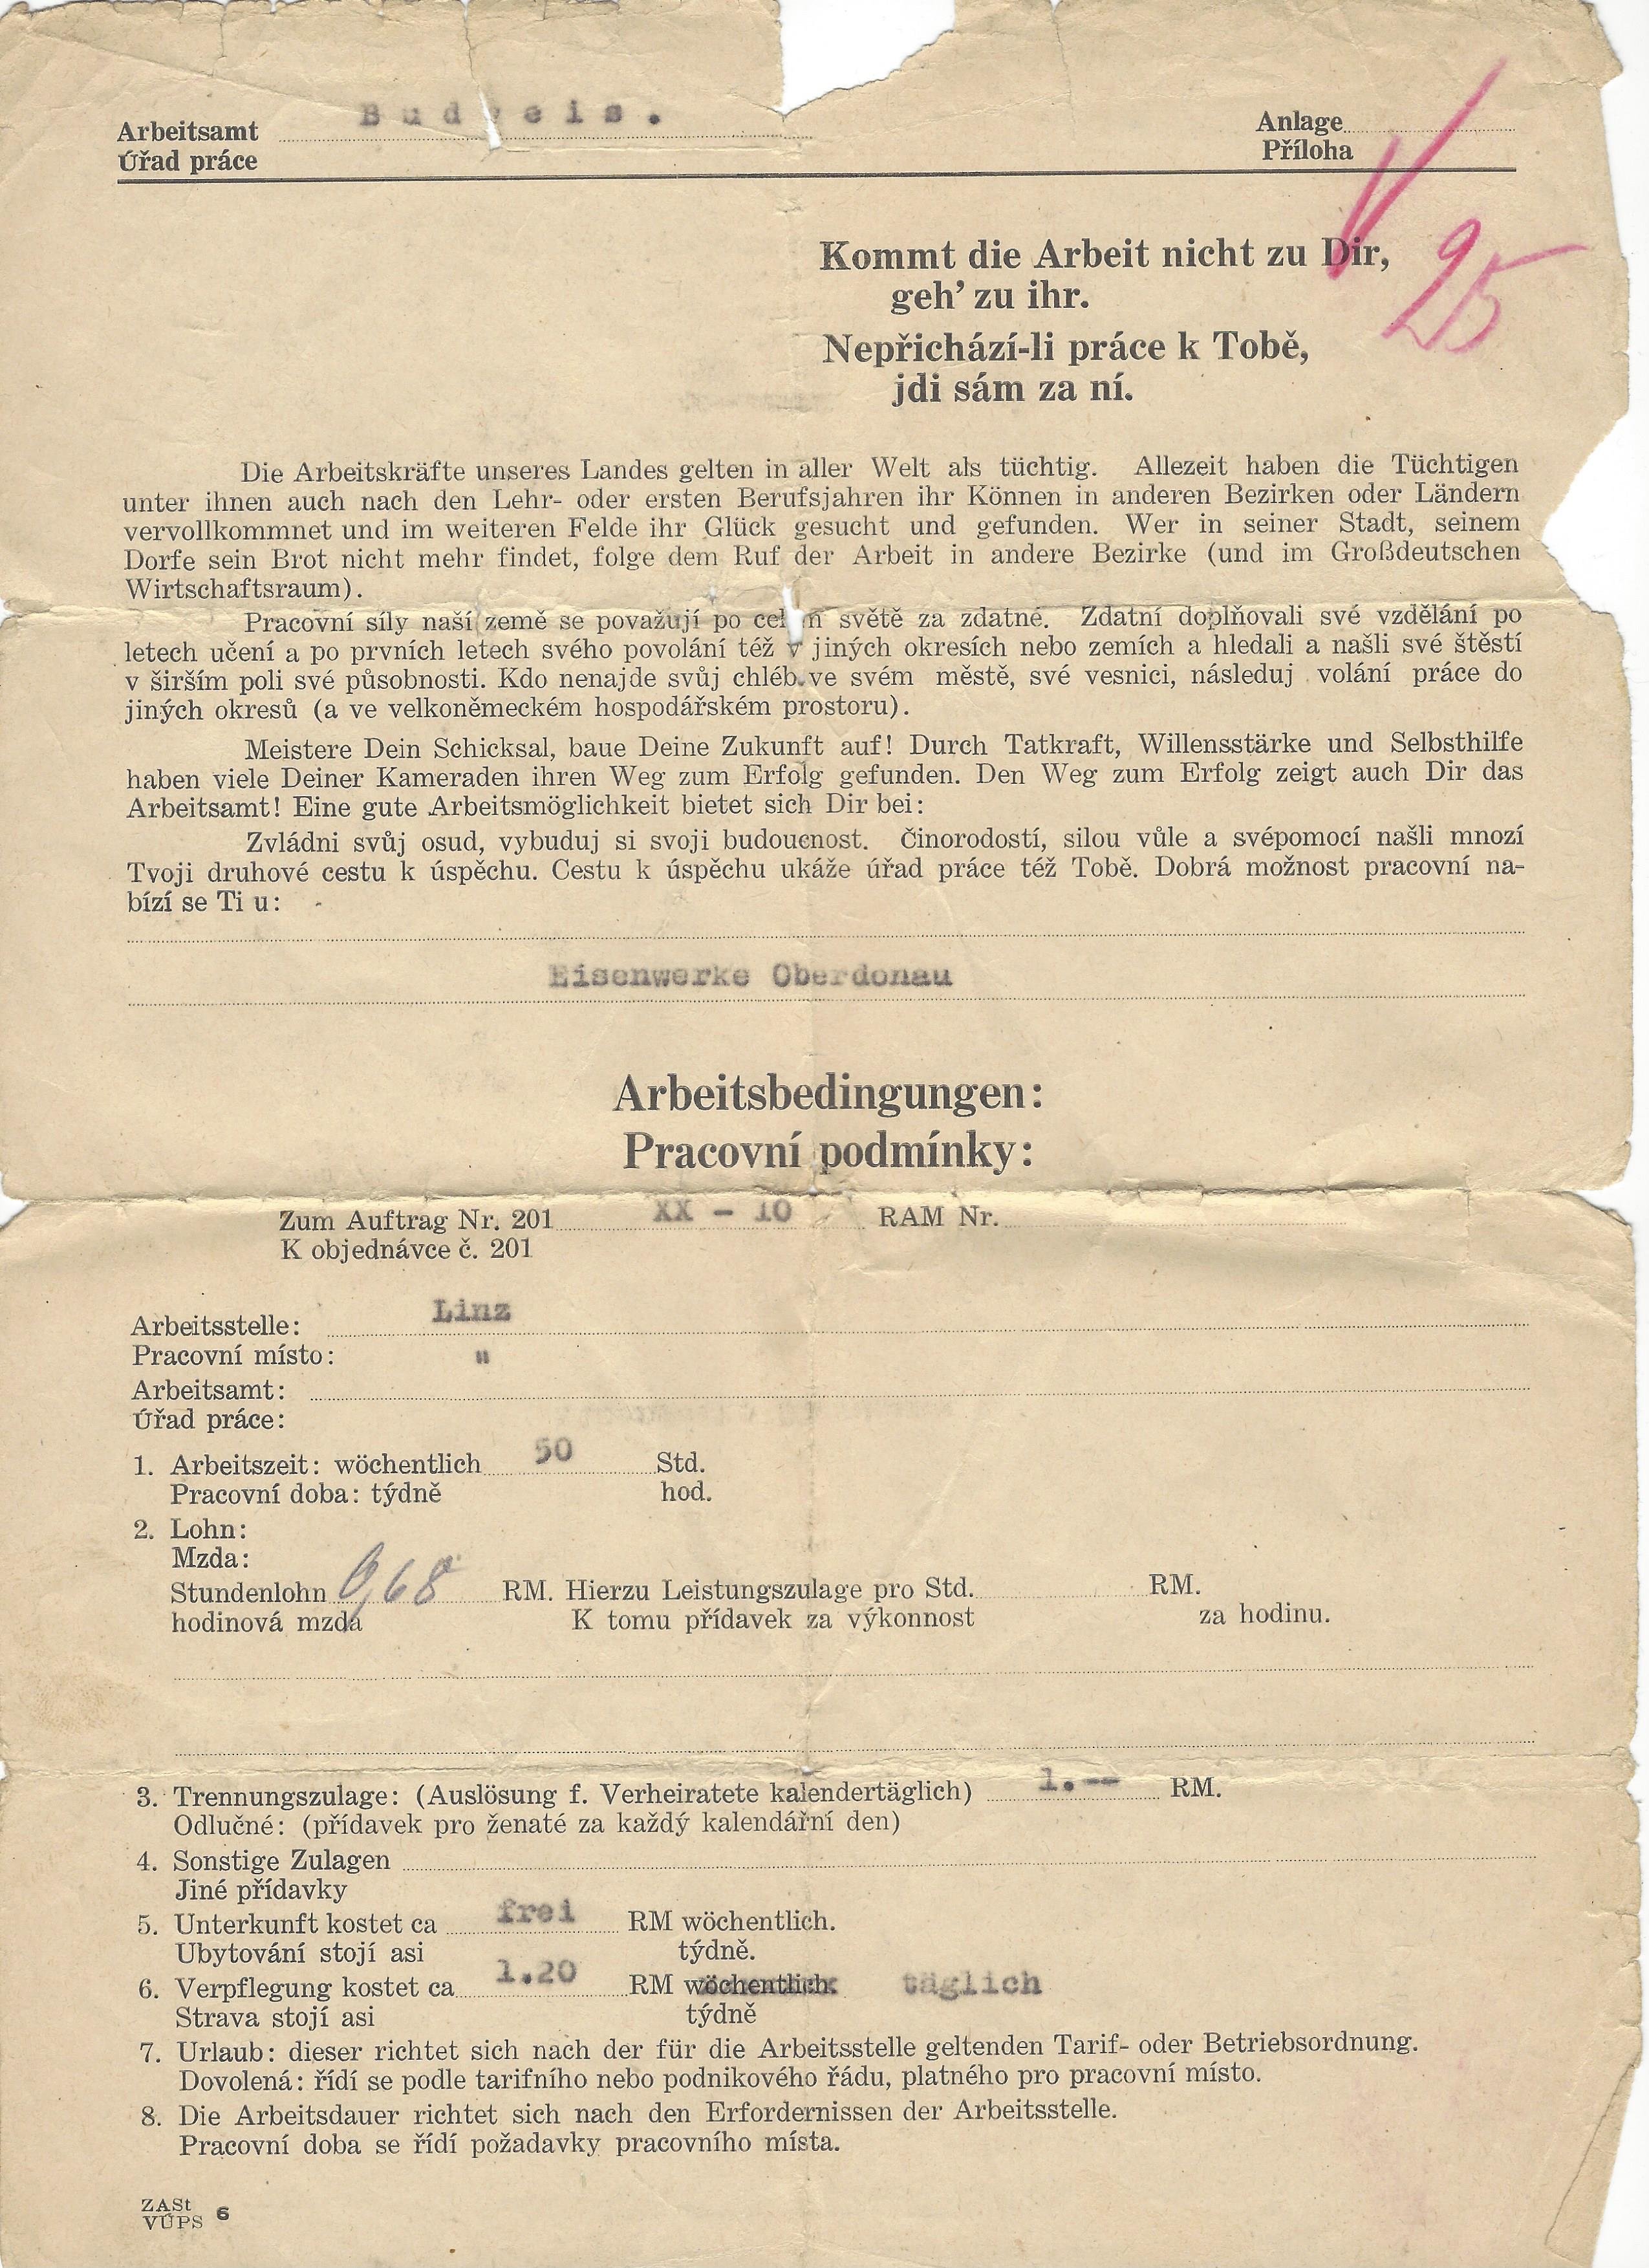 Budweis.
Arbeitsamt
Úřad práce
Anlage
Příloha
25
Kommt die Arbeit nicht zu Dir,
geh’ zu ihr.
Nepřichází-li práce k Tobě,
jdi sám za ní.
Die Arbeitskräfte unseres Landes gelten in aller Welt als tüchtig. Allezeit haben die Tüchtigen
unter ihnen auch nach den Lehr- oder ersten Berufsjahren ihr Können in anderen Bezirken oder Ländern
vervollkommnet und im weiteren Felde ihr Glück gesucht und gefunden. Wer in seiner Stadt, seinem
Dorfe sein Brot nicht mehr findet, folge dem Ruf der Arbeit in andere Bezirke (und im Großdeutschen
Wirtschaftsraum).
Pracovní síly naší země se považují po celém světě za zdatné. Zdatní doplňovali své vzdělání po
letech učení a po prvních letech svého povolání též v jiných okresích nebo zemích a hledali a našli své štěstí
v širším poli své působnosti. Kdo nenajde svůj chléb ve svém městě, své vesnici, následuj volání práce do
jiných okresů (a ve velkoněmeckém hospodářském prostoru).
Meistere Dein Schicksal, baue Deine Zukunft auf! Durch Tatkraft, Willensstärke und Selbsthilfe
haben viele Deiner Kameraden ihren Weg zum Erfolg gefunden. Den Weg zum Erfolg zeigt auch Dir das
Arbeitsamt! Eine gute Arbeitsmöglichkeit bietet sich Dir bei:
Zvládni svůj osud, vybuduj si svoji budoucnost. Činorodostí, silou vůle a svépomocí našli mnozí
Tvoji druhové cestu k úspěchu. Cestu k úspěchu ukáže úřad práce též Tobě. Dobrá možnost pracovní na-
bízí se Ti u:
Eisenwerke Oberdonau
Arbeitsbedingungen:
Pracovní podmínky:
Zum Auftrag Nr. 201 XX - 10 RAM Nr.
K objednávce č. 201
Arbeitsstelle: Linz
Pracovní místo: "
Arbeitsamt:
Úřad práce:
1. Arbeitszeit: wöchentlich 50 Std.
Pracovní doba: týdně hod.
2. Lohn:
Mzda:
Stundenlohn 0,68 RM. Hierzu Leistungszulage pro Std. RM.
hodinová mzda K tomu přídavek za výkonnost za hodinu.
3. Trennungszulage: (Auslösung f. Verheiratete kalendertäglich) 1.-- RM.
Odlučné: (přídavek pro ženaté za každý kalendářní den)
4. Sonstige Zulagen
Jiné přídavky
5. Unterkunft kostet ca frei RM wöchentlich.
Ubytování stojí asi týdně.
6. Verpflegung kostet ca 1.20 RM wöchentlich. täglich
Strava stojí asi týdně
7. Urlaub: dieser richtet sich nach der für die Arbeitsstelle geltenden Tarif- oder Betriebsordnung.
Dovolená: řídí se podle tarifního nebo podnikového řádu, platného pro pracovní místo.
8. Die Arbeitsdauer richtet sich nach den Erfordernissen der Arbeitsstelle.
Pracovní doba se řídí požadavky pracovního místa.
ZASt
VÚPS 6